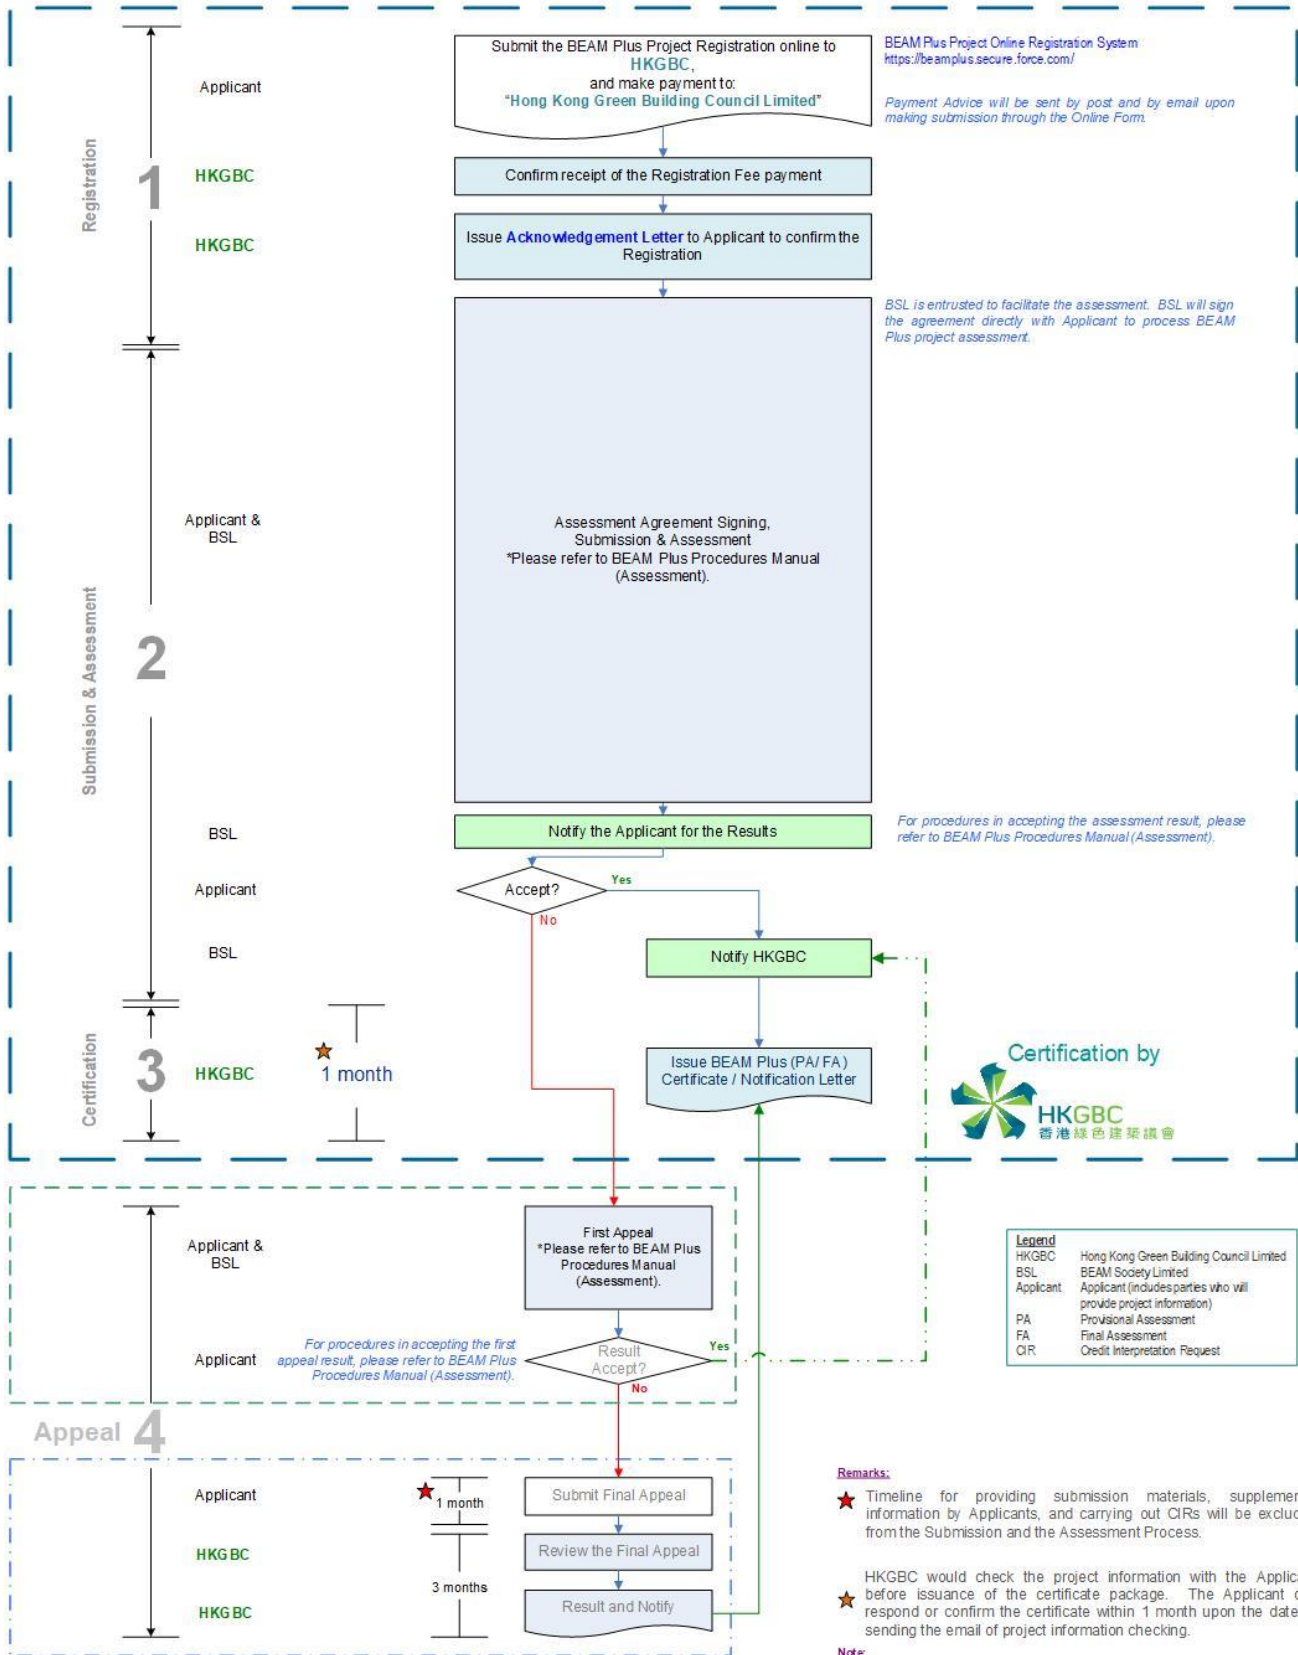 Submit the BEAM Plus Project Registration online to
HKGBC,
and make payment to:
“Hong Kong Green Building Council Limited”
BEAM Plus Project Online Registration System
https://beamplus.secure.force.com/
Payment Advice will be sent by post and by email upon
making submission through the Online Form.
Applicant
Registration
1
HKGBC
Confirm receipt of the Registration Fee payment
HKGBC
Issue Acknowledgement Letter to Applicant to confirm the
Registration
BSL is entrusted to facilitate the assessment. BSL will sign
the agreement directly with Applicant to process BEAM
Plus project assessment.
Applicant &
BSL
Assessment Agreement Signing,
Submission & Assessment
*Please refer to BEAM Plus Procedures Manual
(Assessment).
Submission & Assessment
2
BSL
Notify the Applicant for the Results
For procedures in accepting the assessment result, please
refer to BEAM Plus Procedures Manual (Assessment).
Applicant
Accept?
Yes
No
BSL
Notify HKGBC
Certification
3
HKGBC
1 month
Issue BEAM Plus (PA/ FA)
Certificate / Notification Letter
Certification by
HKGBC
香港綠色建築議會
Applicant &
BSL
First Appeal
*Please refer to BEAM Plus
Procedures Manual
(Assessment).
Legend
HKGBC Hong Kong Green Building Council Limited
BSL BEAM Society Limited
Applicant Applicant (includes parties who will
provide project information)
PA Provisional Assessment
FA Final Assessment
CIR Credit Interpretation Request
Applicant
For procedures in accepting the first
appeal result, please refer to BEAM Plus
Procedures Manual (Assessment).
Result
Accept?
Yes
No
Appeal 4
Applicant
1 month
Submit Final Appeal
HKGBC
Review the Final Appeal
3 months
HKGBC
Result and Notify
Remarks:
Timeline for providing submission materials, supplemen
information by Applicants, and carrying out CIRs will be exclu
from the Submission and the Assessment Process.
HKGBC would check the project information with the Applica
before issuance of the certificate package. The Applicant
respond or confirm the certificate within 1 month upon the date
sending the email of project information checking.
Note: